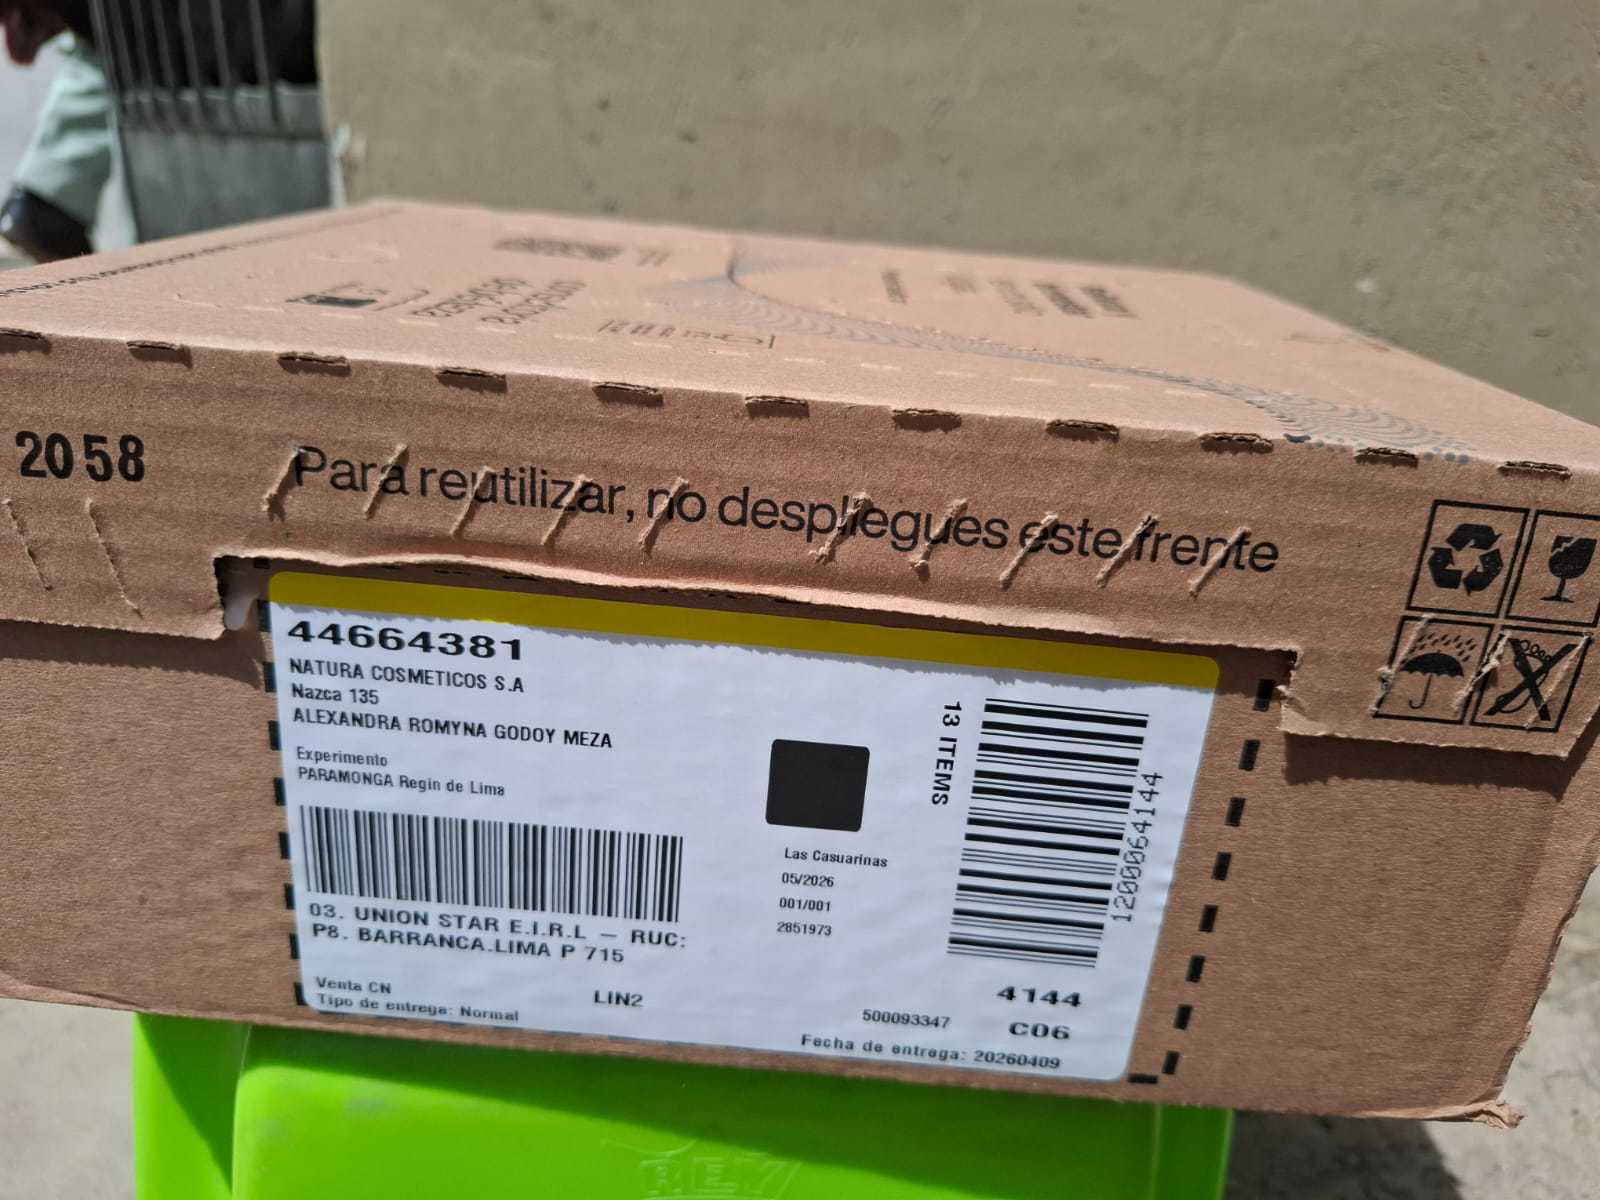 2058
Para reutilizar, no despliegues este frente
44664381
NATURA COSMETICOS S.A
Nazca 135
ALEXANDRA ROMYNA GODOY MEZA
Experimento
PARAMONGA Regin de Lima
03. UNION STAR E.I.R.L – RUC:
P8. BARRANCA.LIMA P 715
Venta CN
LIN2
Tipo de entrega: Normal
Las Casuarinas
05/2026
001/001
2851973
13 ITEMS
1200064144
4144
500093347
C06
Fecha de entrega: 20260409
REY